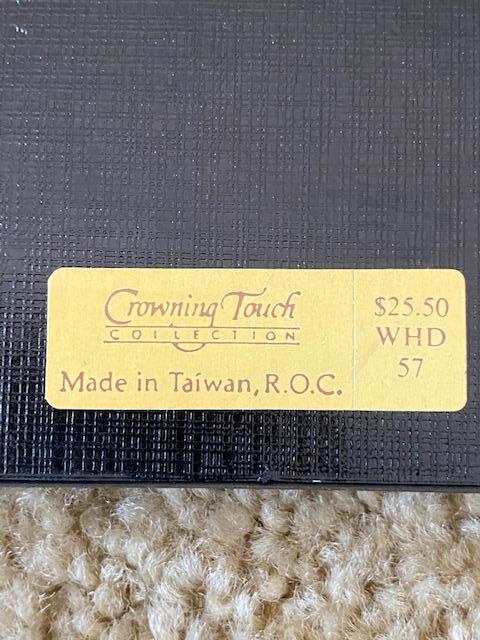 Crowning Touch
COLLECTION
Made in Taiwan, R.O.C.
$25.50
WHD
57